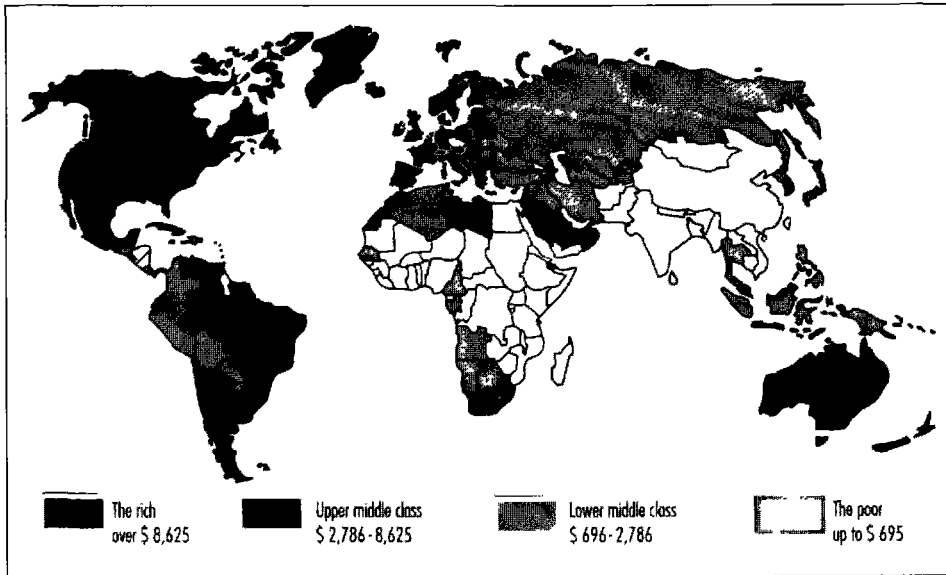 The rich
over $ 8,625
Upper middle class
$ 2,786-8,625
Lower middle class
$ 696-2,786
The poor
up to $ 695